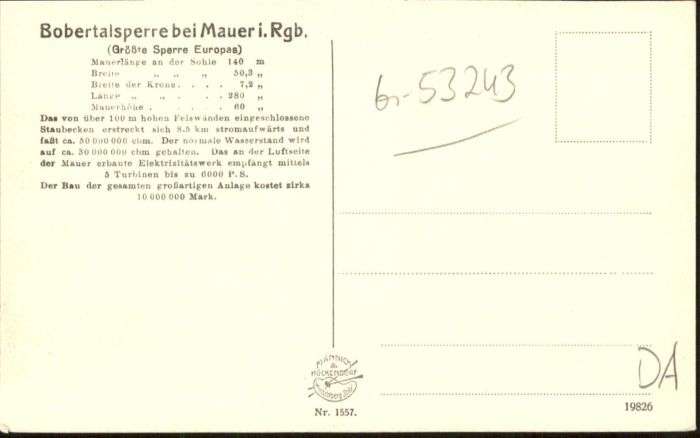 Bobertalsperre bei Mauer i. Rgb.
(Größte Sperre Europas)
Mauerlänge an der Sohle 140 m
Breite „ „ „ 50,3 „
Breite der Krone . . . . 7,2 „
Länge „ „ . . . 280 „
Mauerhöhe . . . . . 60 „
Das von über 100 m hohen Felswänden eingeschlossene
Staubecken erstreckt sich 8.5 km stromaufwärts und
faßt ca. 50 000 000 cbm. Der normale Wasserstand wird
auf ca. 30 000 000 cbm gehalten. Das an der Luftseite
der Mauer erbaute Elektrizitätswerk empfängt mittels
5 Turbinen bis zu 6000 P. S.
Der Bau der gesamten großartigen Anlage kostet zirka
10 000 000 Mark.
br-53243
MÄNNICH
&
HÖCKENDORF
Nr. 1557.
DA
19826